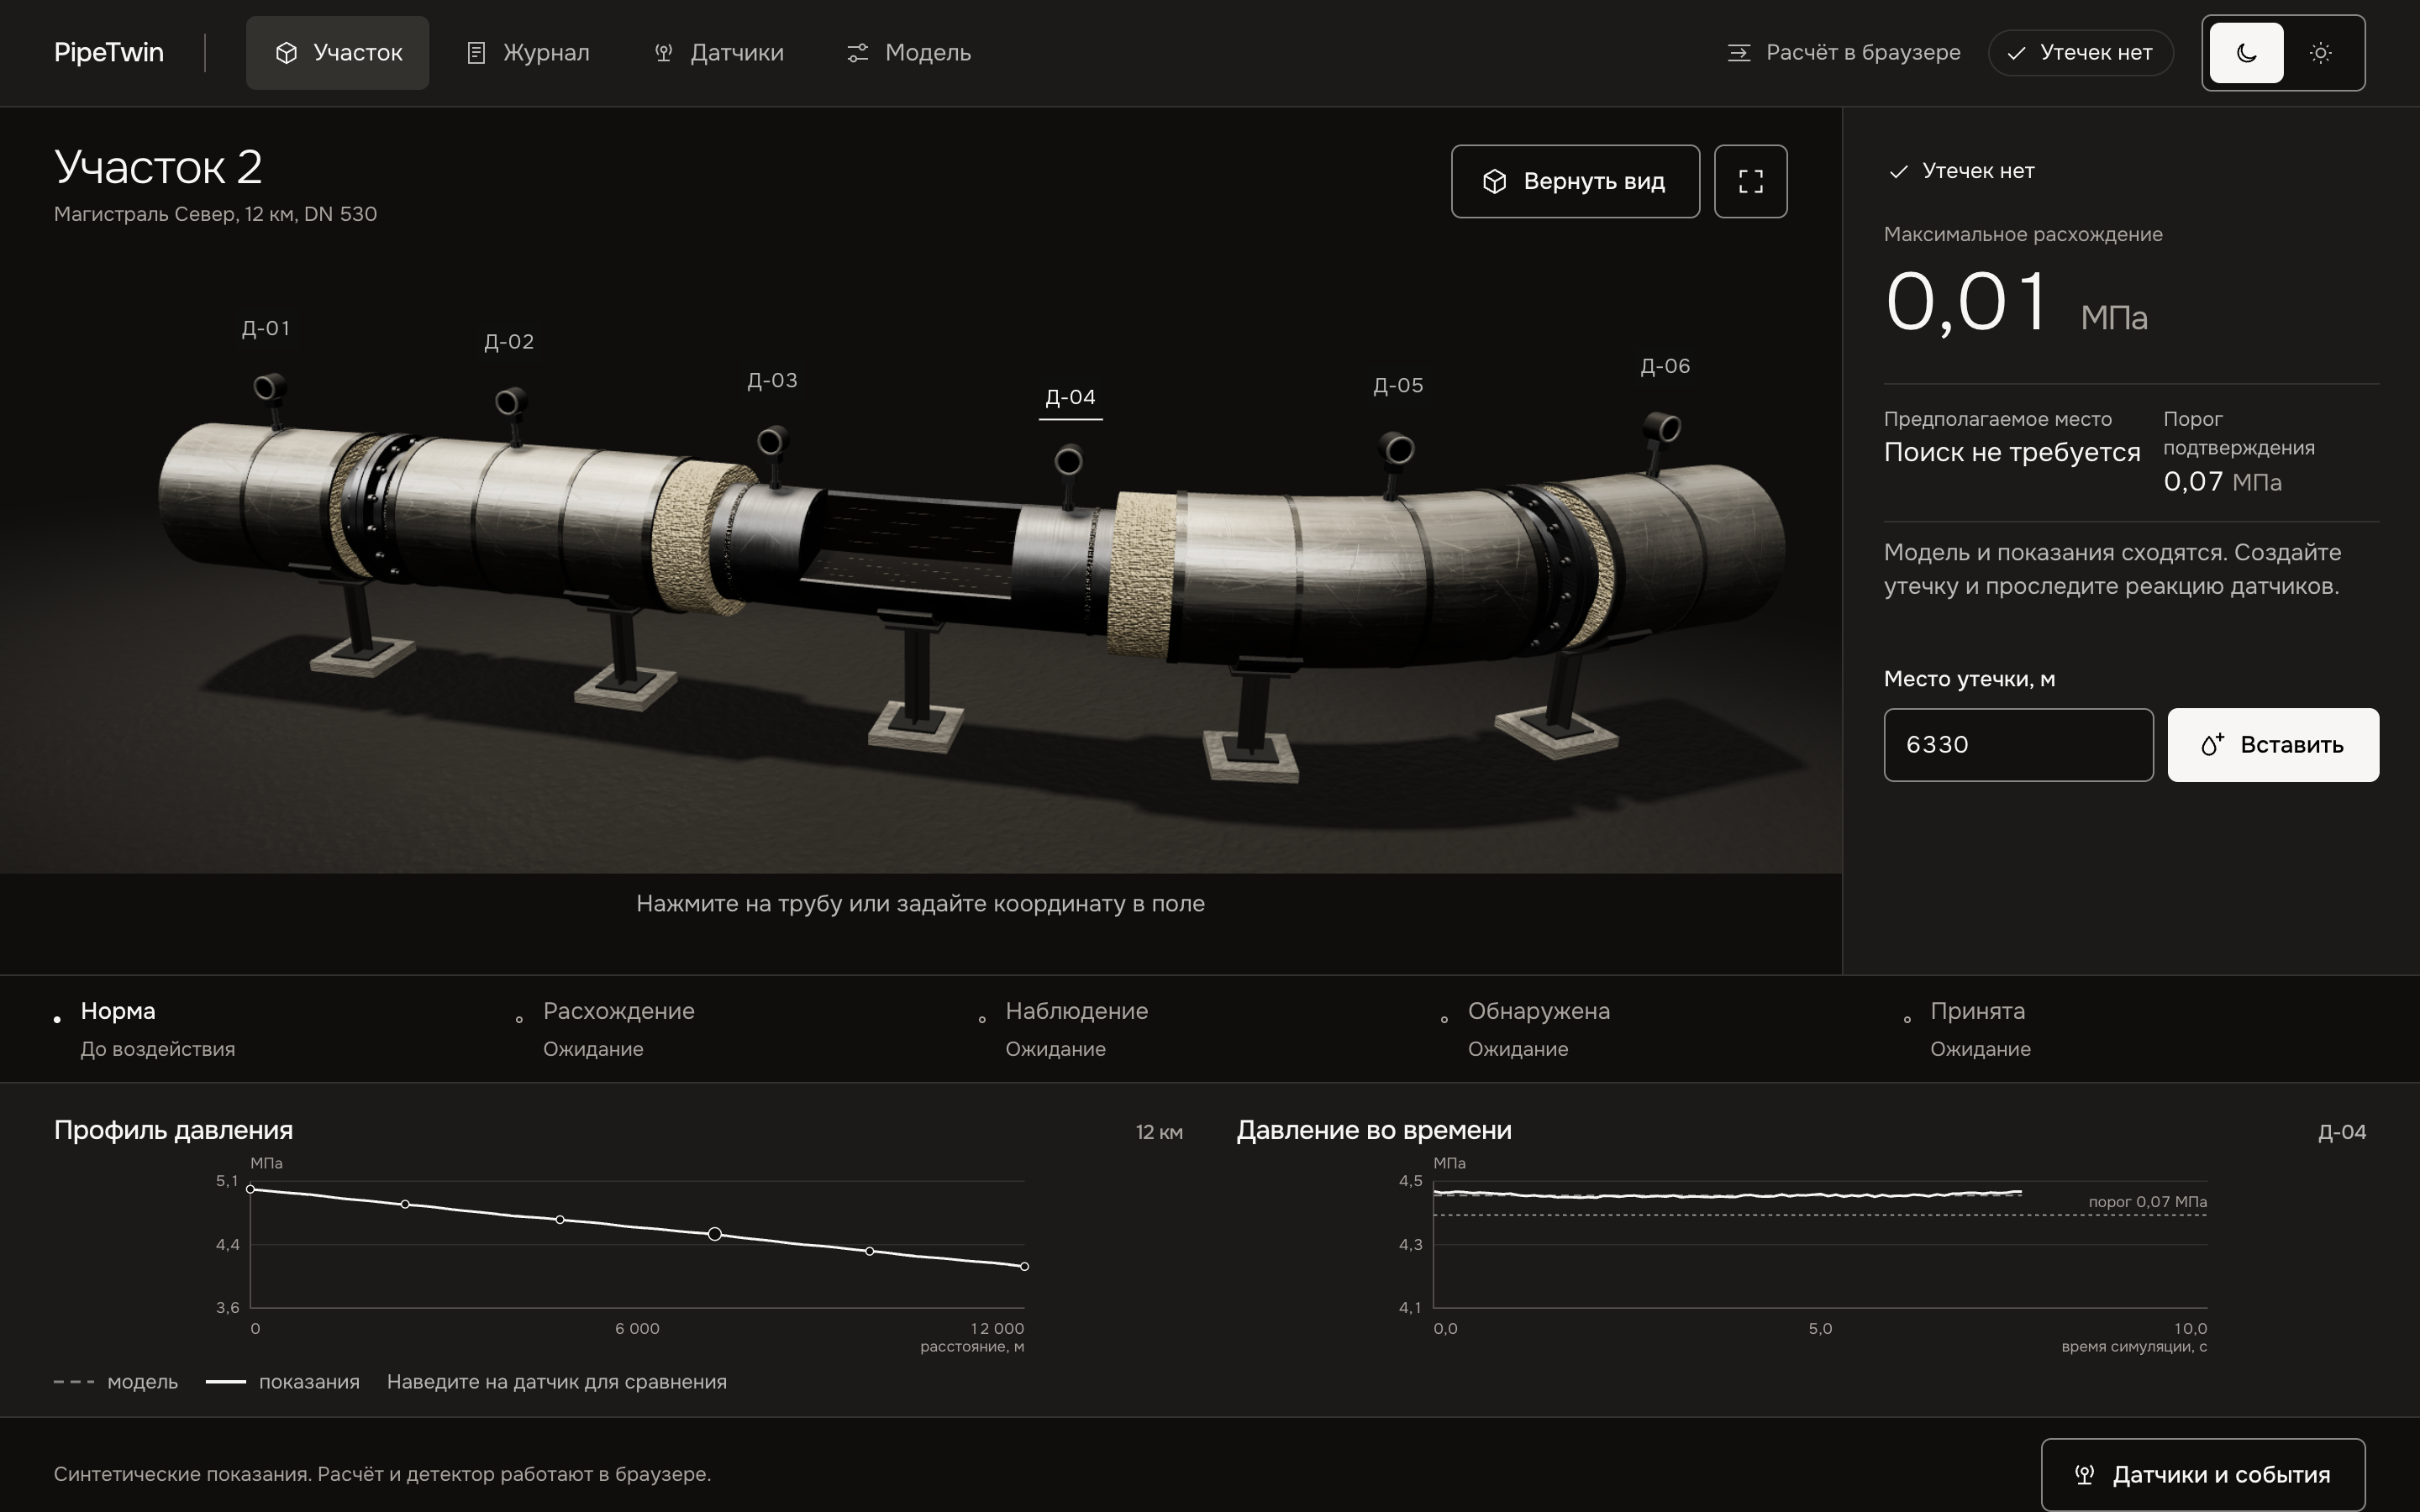 PipeTwin
Участок
Журнал
Датчики
Модель
Расчёт в браузере
Утечек нет
Участок 2
Магистраль Север, 12 км, DN 530
Вернуть вид
Д-01
Д-02
Д-03
Д-04
Д-05
Д-06
Нажмите на трубу или задайте координату в поле
Утечек нет
Максимальное расхождение
0,01 МПа
Предполагаемое место
Поиск не требуется
Порог
подтверждения
0,07 МПа
Модель и показания сходятся. Создайте
утечку и проследите реакцию датчиков.
Место утечки, м
6330
Вставить
Норма
До воздействия
Расхождение
Ожидание
Наблюдение
Ожидание
Обнаружена
Ожидание
Принята
Ожидание
Профиль давления
12 км
МПа
5,1
4,4
3,6
0
6 000
12 000
расстояние, м
модель
показания
Наведите на датчик для сравнения
Давление во времени
Д-04
МПа
4,5
порог 0,07 МПа
4,3
4,1
0,0
5,0
10,0
время симуляции, с
Синтетические показания. Расчёт и детектор работают в браузере.
Датчики и события